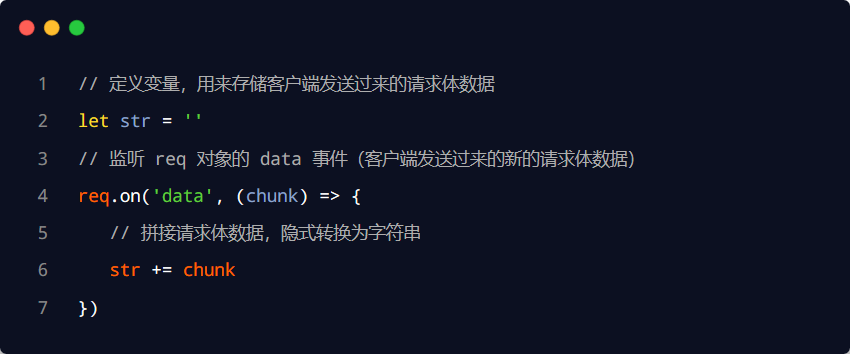 1 // 定义变量，用来存储客户端发送过来的请求体数据
2 let str = ''
3 // 监听 req 对象的 data 事件（客户端发送过来的新的请求体数据）
4 req.on('data', (chunk) => {
5 // 拼接请求体数据，隐式转换为字符串
6 str += chunk
7 })